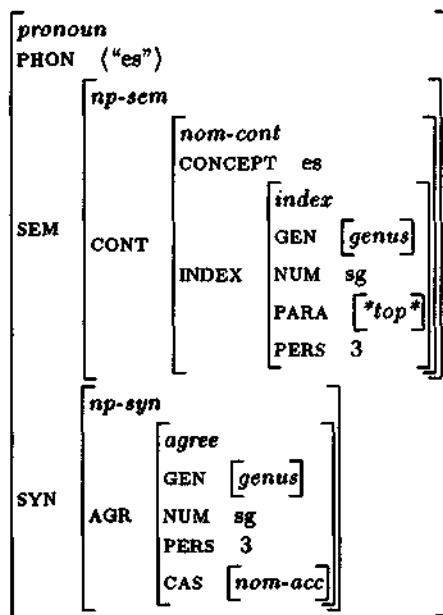 pronoun
PHON ⟨“es”⟩
np-sem
nom-cont
CONCEPT es
index
GEN [genus]
SEM CONT INDEX NUM sg
PARA [*top*]
PERS 3
np-syn
agree
GEN [genus]
SYN AGR NUM sg
PERS 3
CAS [nom-acc]